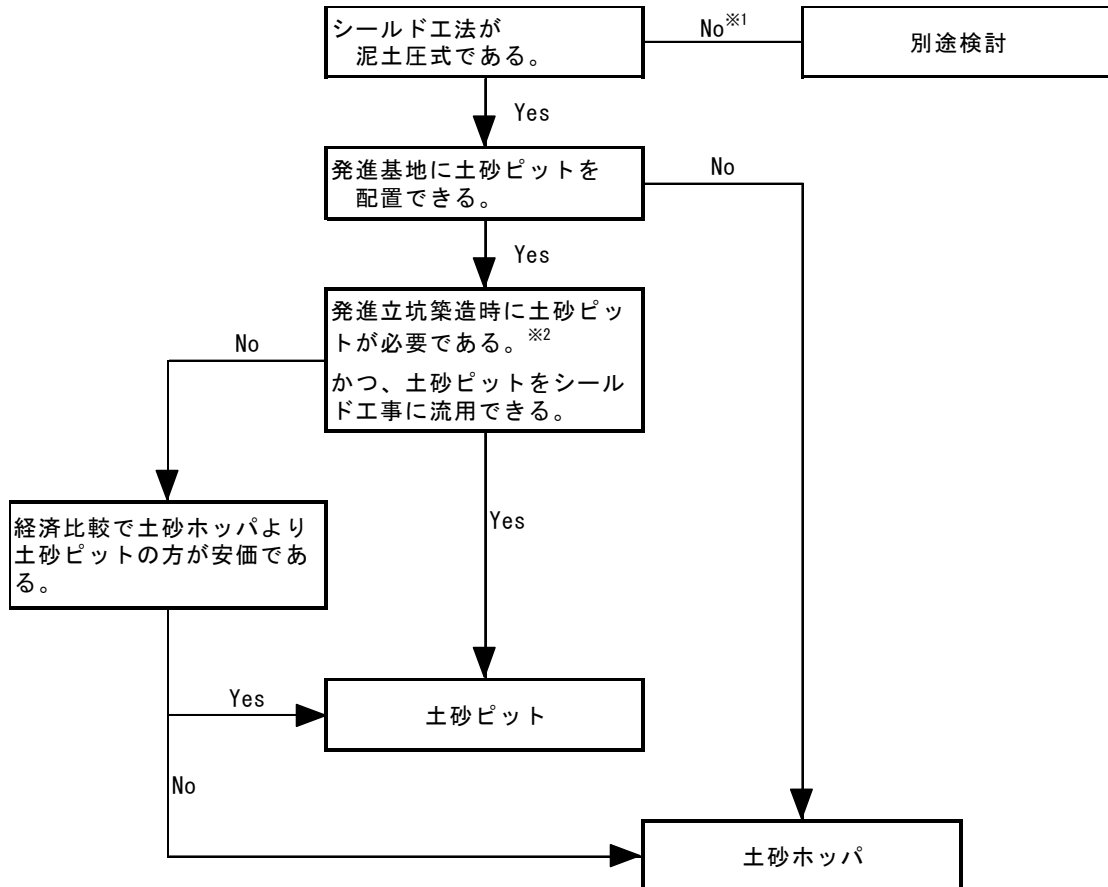 シールド工法が
泥土圧式である。
No※1
別途検討
Yes
発進基地に土砂ピットを
配置できる。
No
Yes
発進立坑築造時に土砂ピッ
トが必要である。※2
かつ、土砂ピットをシール
ド工事に流用できる。
No
経済比較で土砂ホッパより
土砂ピットの方が安価であ
る。
Yes
Yes
土砂ピット
No
土砂ホッパ